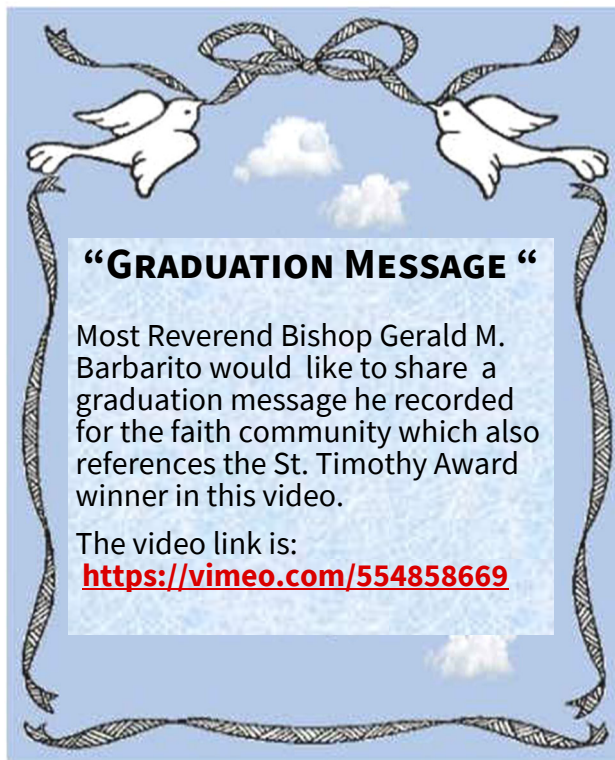 “GRADUATION MESSAGE “
Most Reverend Bishop Gerald M.
Barbarito would like to share a
graduation message he recorded
for the faith community which also
references the St. Timothy Award
winner in this video.
The video link is:
https://vimeo.com/554858669